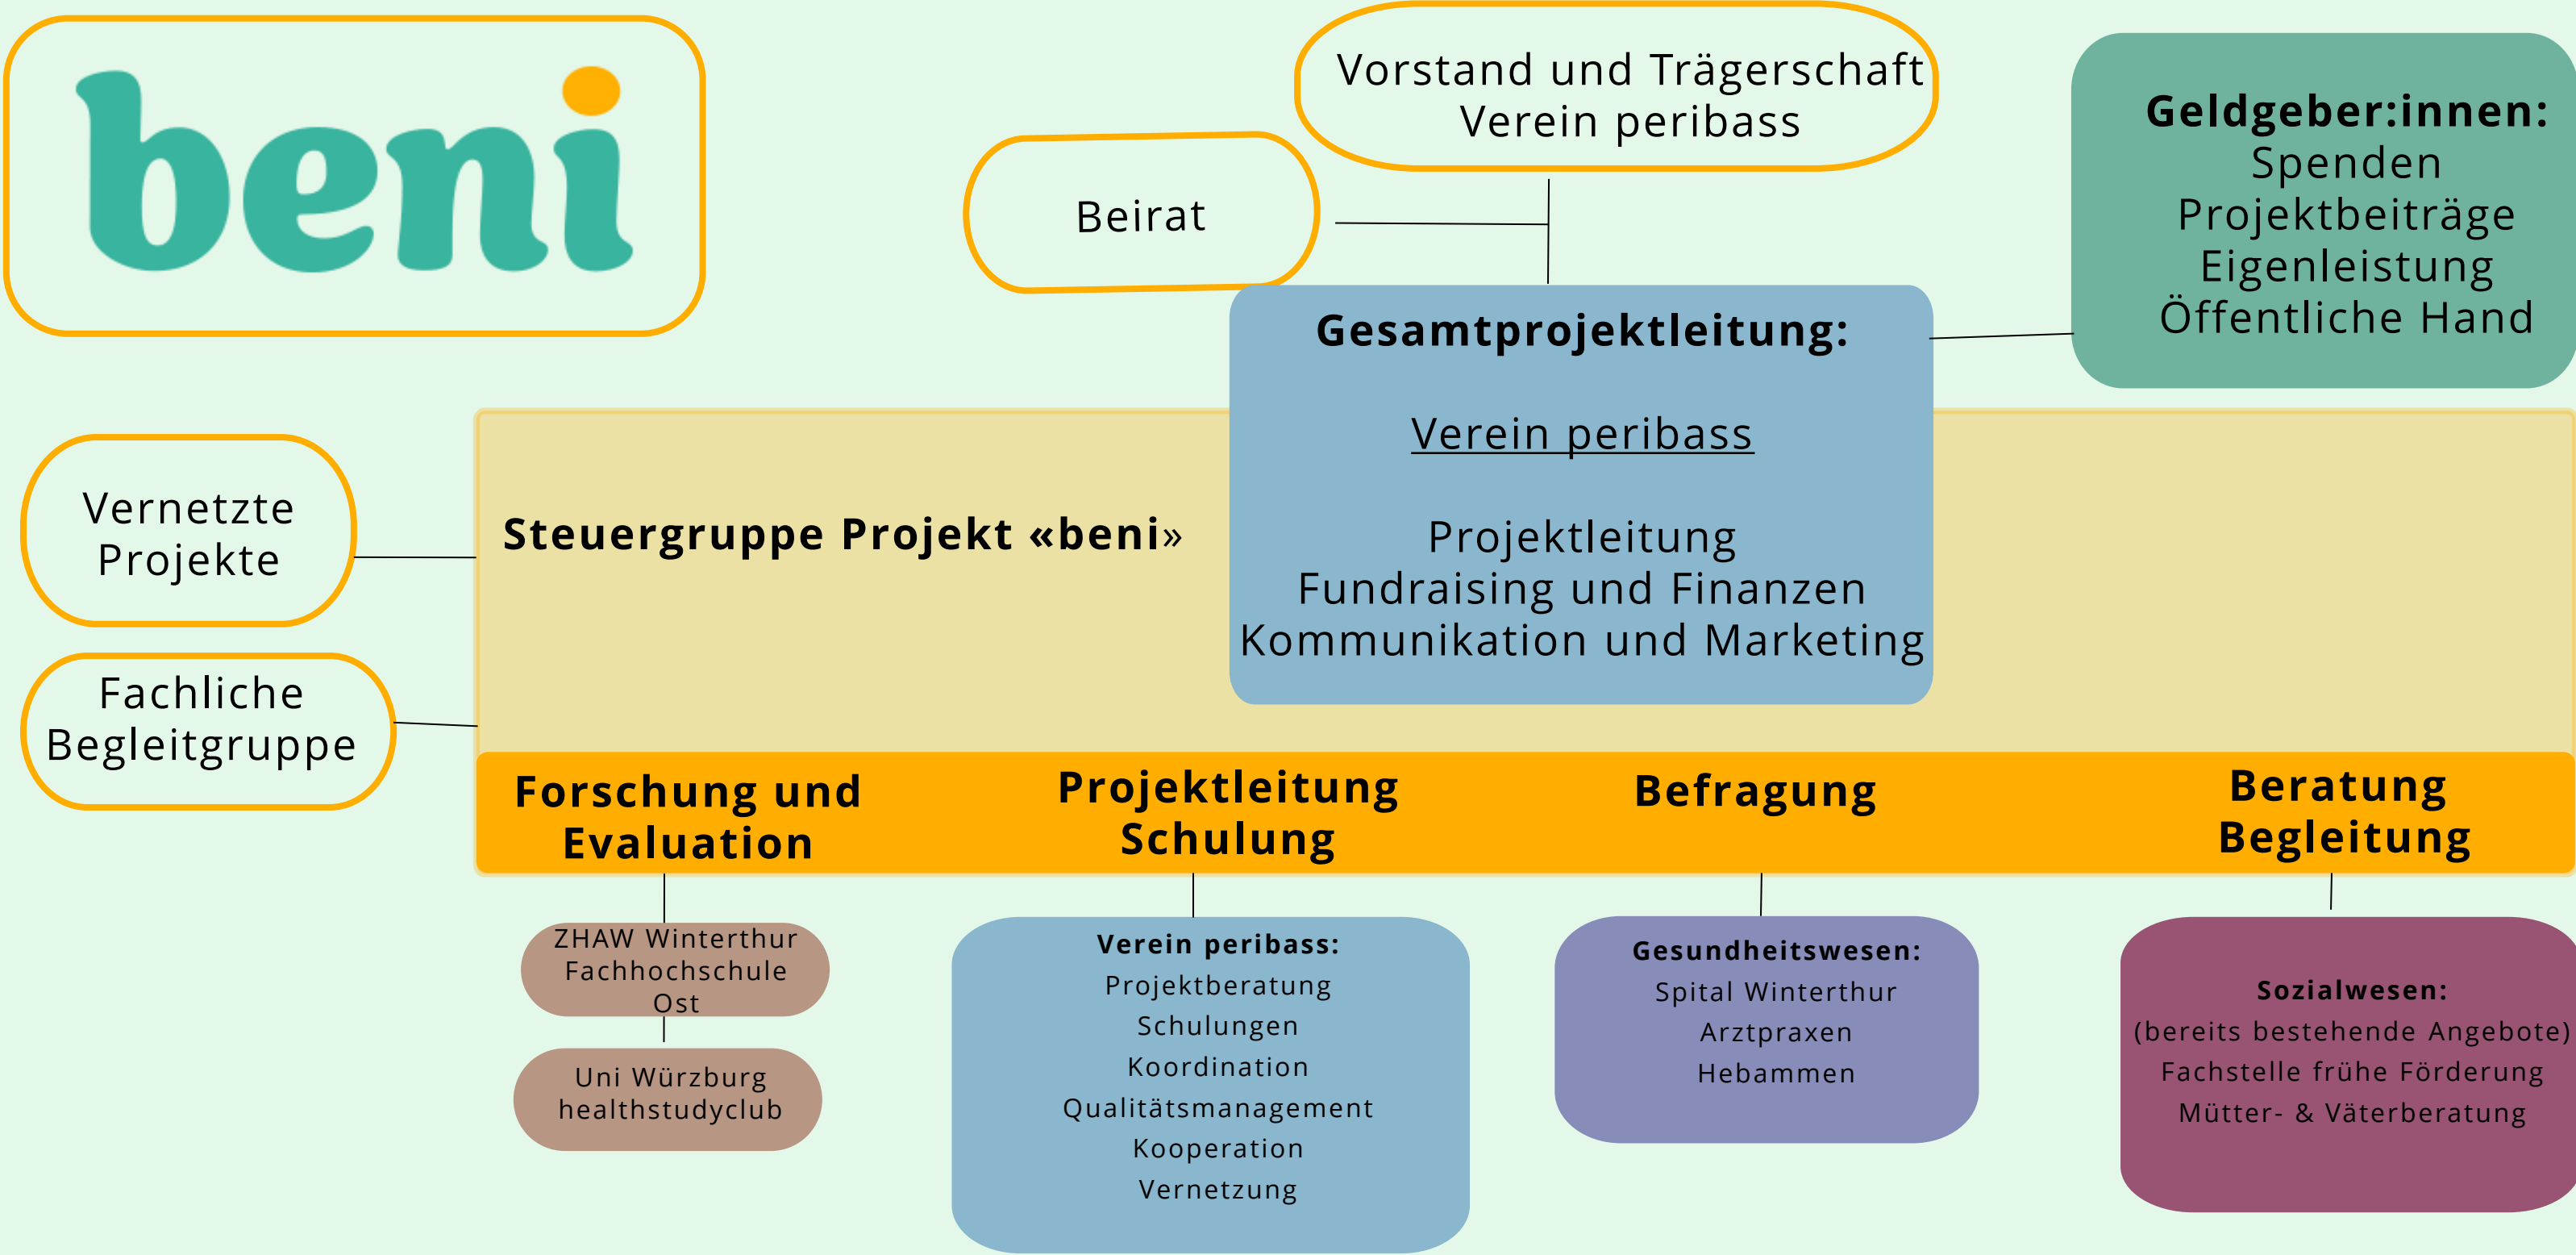 beni
Vorstand und Trägerschaft
Verein peribass
Beirat
Geldgeber:innen:
Spenden
Projektbeiträge
Eigenleistung
Öffentliche Hand
Gesamtprojektleitung:
Verein peribass
Projektleitung
Fundraising und Finanzen
Kommunikation und Marketing
Vernetzte
Projekte
Steuergruppe Projekt «beni»
Fachliche
Begleitgruppe
Forschung und
Evaluation
Projektleitung
Schulung
Befragung
Beratung
Begleitung
ZHAW Winterthur
Fachhochschule
Ost
Uni Würzburg
healthstudyclub
Verein peribass:
Projektberatung
Schulungen
Koordination
Qualitätsmanagement
Kooperation
Vernetzung
Gesundheitswesen:
Spital Winterthur
Arztpraxen
Hebammen
Sozialwesen:
(bereits bestehende Angebote)
Fachstelle frühe Förderung
Mütter- & Väterberatung